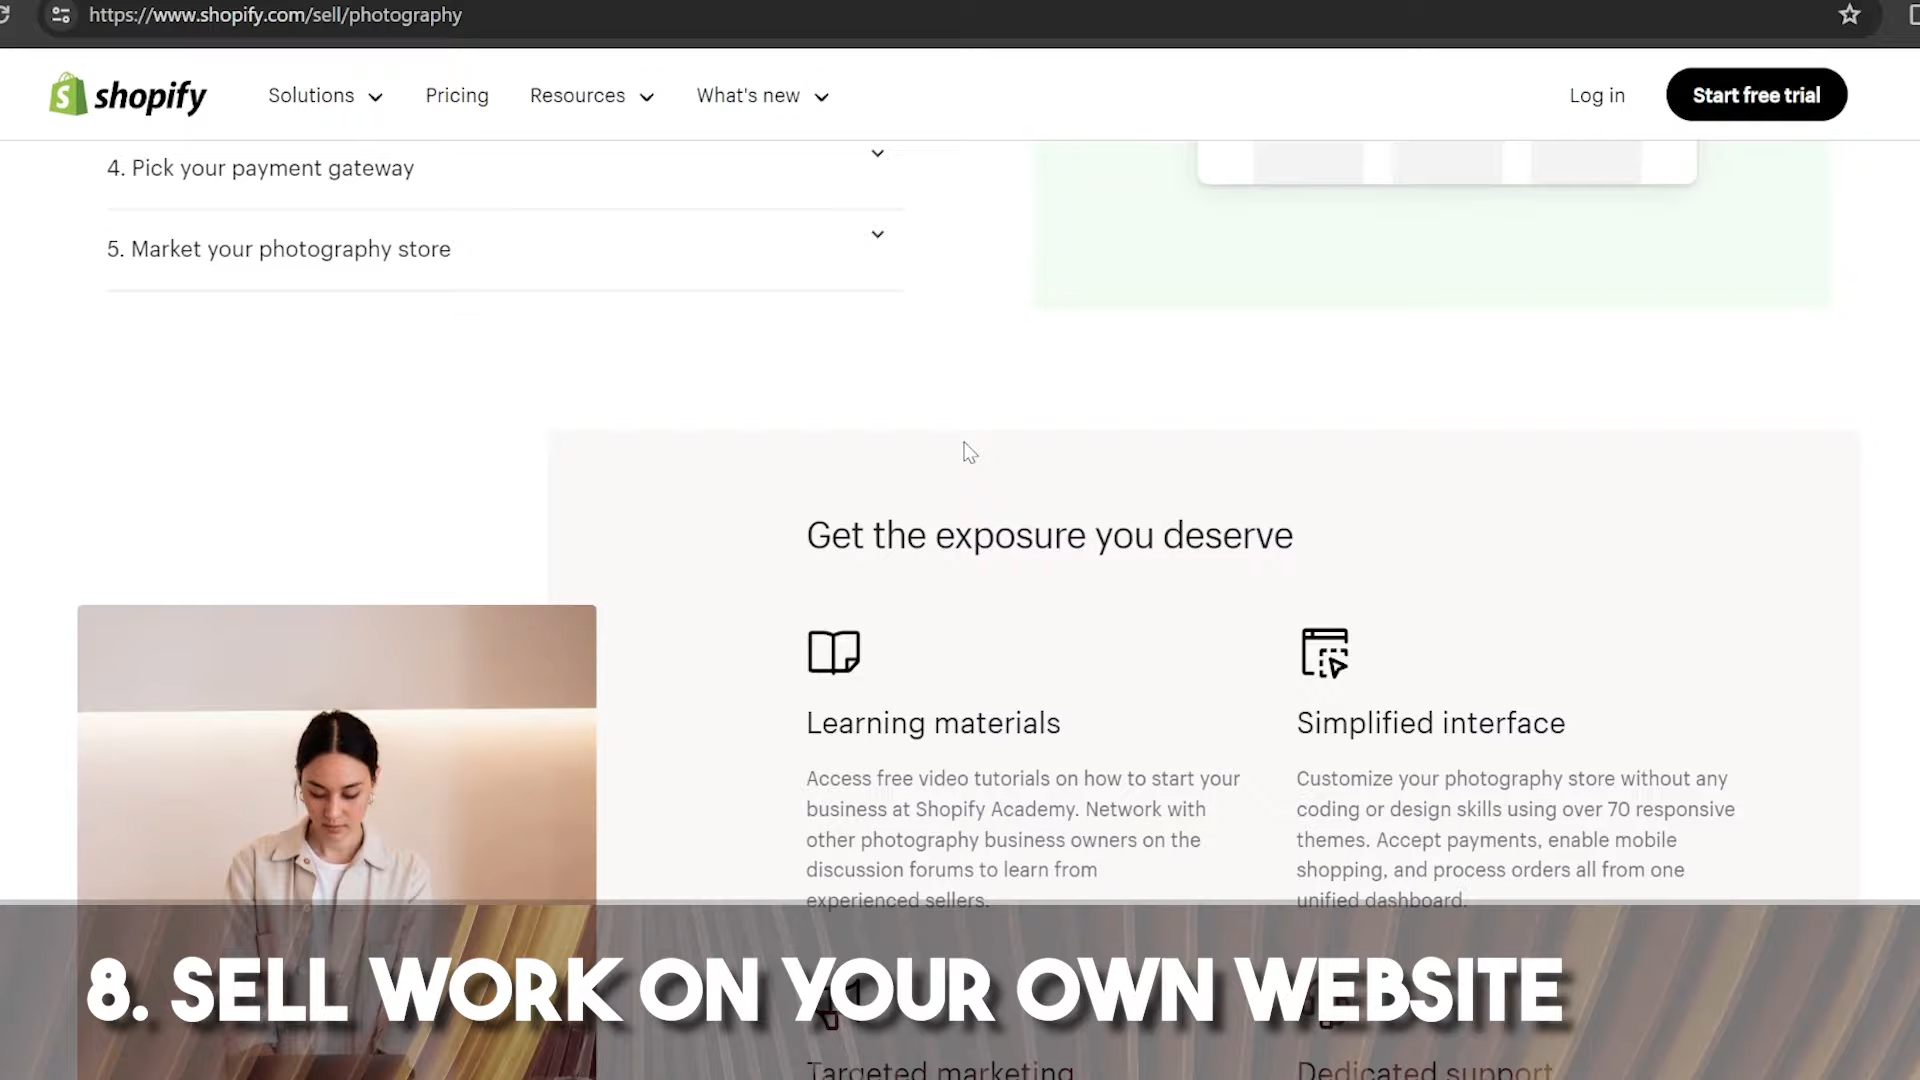 https://www.shopify.com/sell/photography
shopify
Solutions
Pricing
Resources
What's new
Log in
Start free trial
4. Pick your payment gateway
5. Market your photography store
Get the exposure you deserve
Learning materials
Access free video tutorials on how to start your
business at Shopify Academy. Network with
other photography business owners on the
discussion forums to learn from
experienced sellers.
Simplified interface
Customize your photography store without any
coding or design skills using over 70 responsive
themes. Accept payments, enable mobile
shopping, and process orders all from one
unified dashboard.
8. SELL WORK ON YOUR OWN WEBSITE
Targeted marketing
Dedicated support